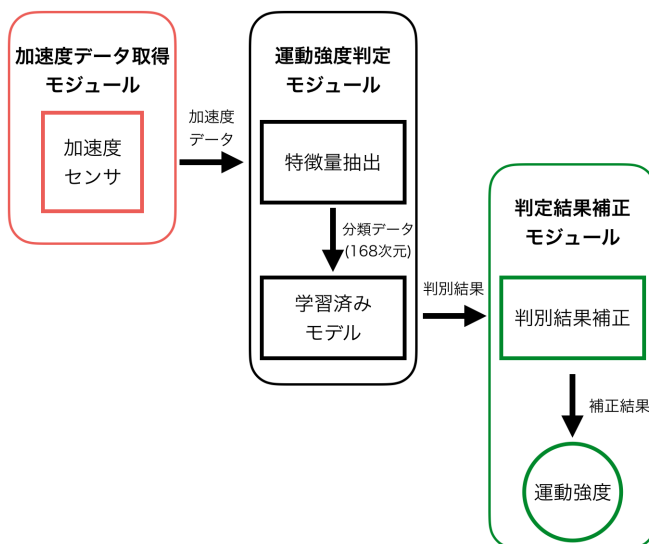 加速度データ取得
モジュール
加速度
センサ
加速度
データ
運動強度判定
モジュール
特徴量抽出
分類データ
(168次元)
学習済み
モデル
判別結果
判定結果補正
モジュール
判別結果補正
補正結果
運動強度